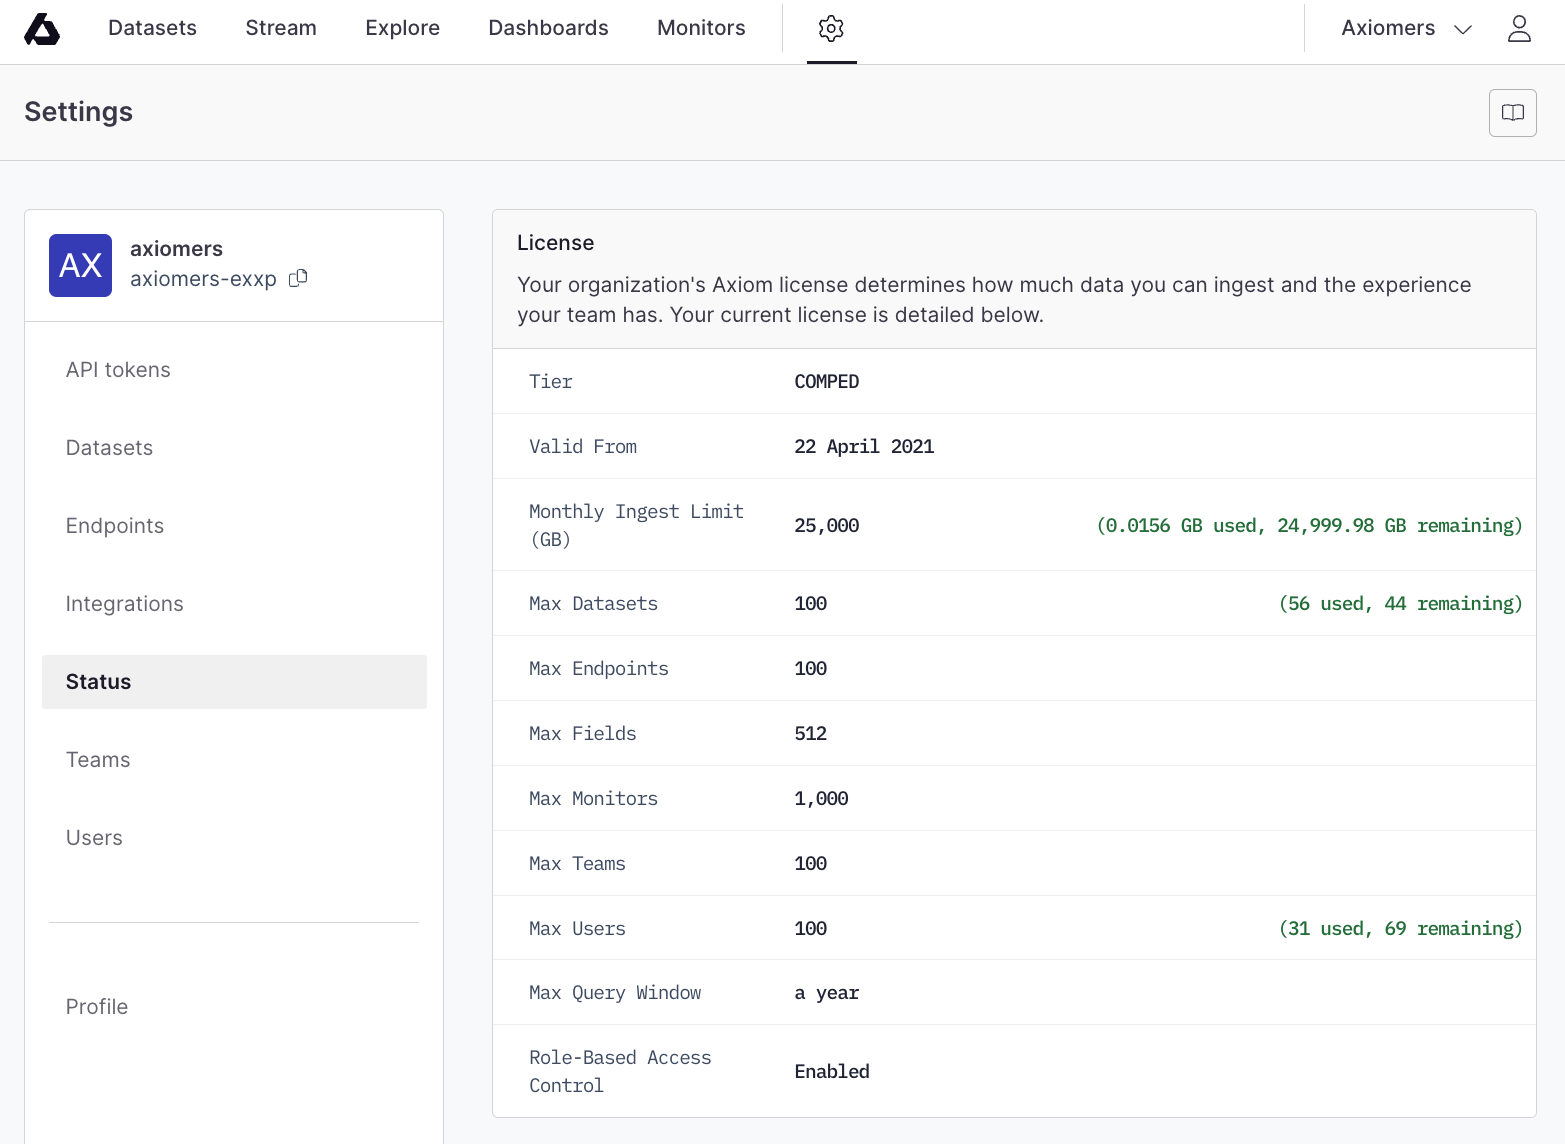 Datasets Stream Explore Dashboards Monitors Axiomers
Settings
AX
axiomers
axiomers-exxp
API tokens
Datasets
Endpoints
Integrations
Status
Teams
Users
Profile
License
Your organization's Axiom license determines how much data you can ingest and the experience
your team has. Your current license is detailed below.
Tier COMPED
Valid From 22 April 2021
Monthly Ingest Limit
(GB) 25,000 (0.0156 GB used, 24,999.98 GB remaining)
Max Datasets 100 (56 used, 44 remaining)
Max Endpoints 100
Max Fields 512
Max Monitors 1,000
Max Teams 100
Max Users 100 (31 used, 69 remaining)
Max Query Window a year
Role-Based Access
Control Enabled